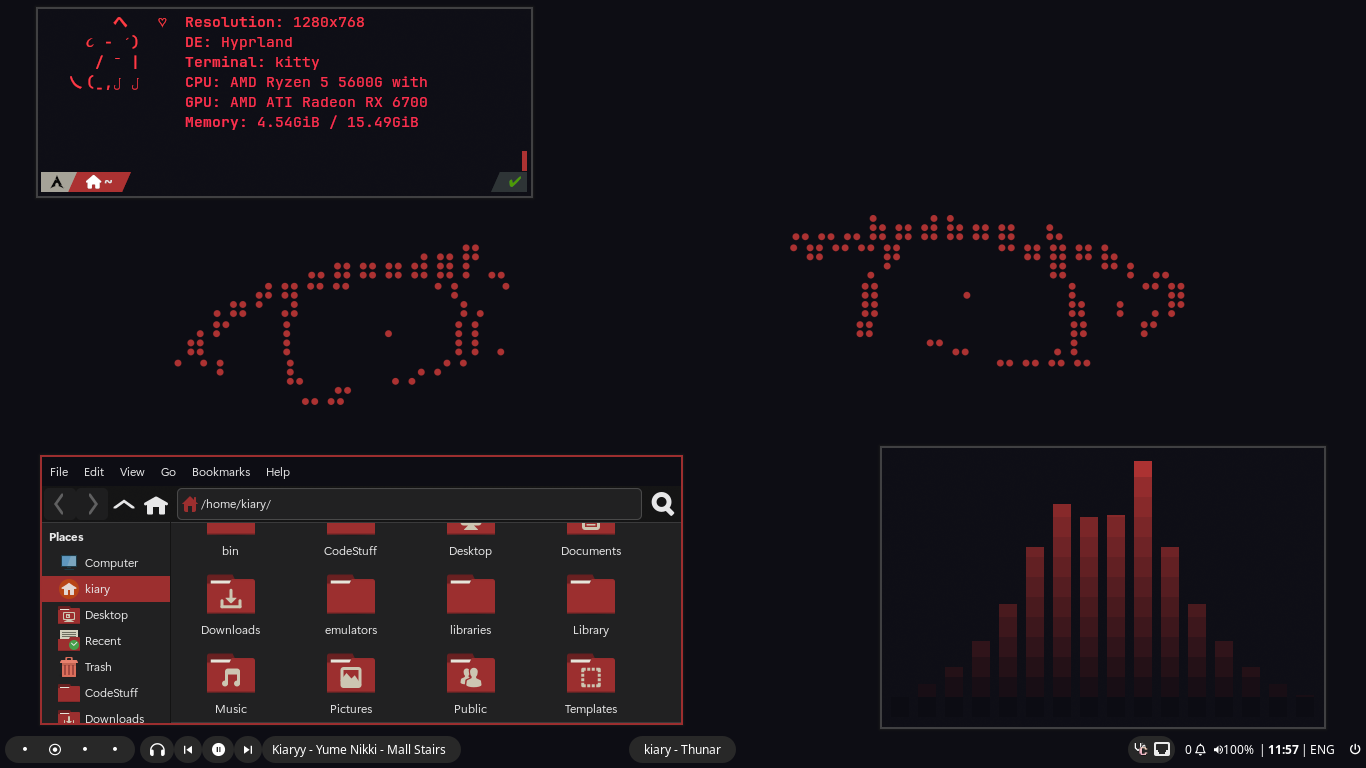 Resolution: 1280x768
DE: Hyprland
Terminal: kitty
CPU: AMD Ryzen 5 5600G with
GPU: AMD ATI Radeon RX 6700
Memory: 4.54GiB / 15.49GiB
~
File Edit View Go Bookmarks Help
/home/kiary/
Places
Computer
kiary
Desktop
Recent
Trash
CodeStuff
Downloads
bin CodeStuff Desktop Documents
Downloads emulators libraries Library
Music Pictures Public Templates
Kiaryy - Yume Nikki - Mall Stairs
kiary - Thunar
0 100% | 11:57 | ENG